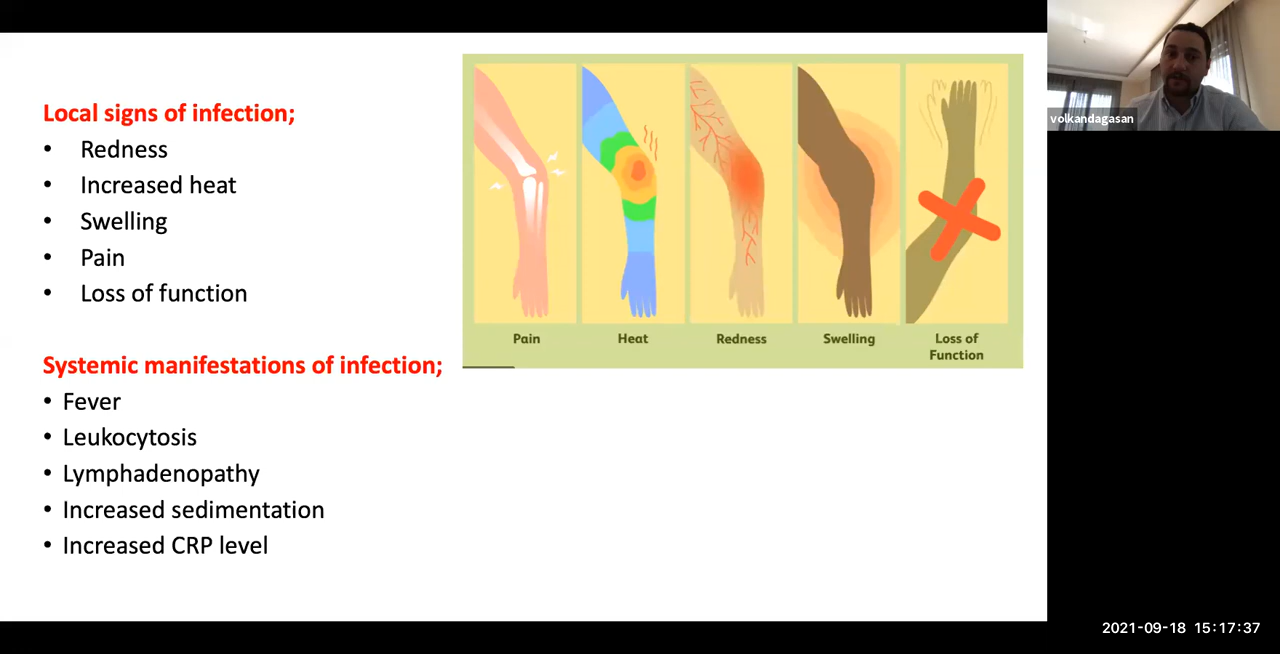 Local signs of infection;
• Redness
• Increased heat
• Swelling
• Pain
• Loss of function
Systemic manifestations of infection;
• Fever
• Leukocytosis
• Lymphadenopathy
• Increased sedimentation
• Increased CRP level
Pain
Heat
Redness
Swelling
Loss of
Function
volkandagasan
2021-09-18 15:17:37